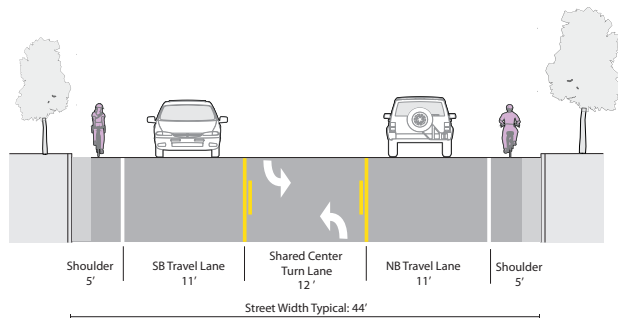 Shoulder
5’
SB Travel Lane
11’
Shared Center
Turn Lane
12 ’
NB Travel Lane
11’
Shoulder
5’
Street Width Typical: 44’